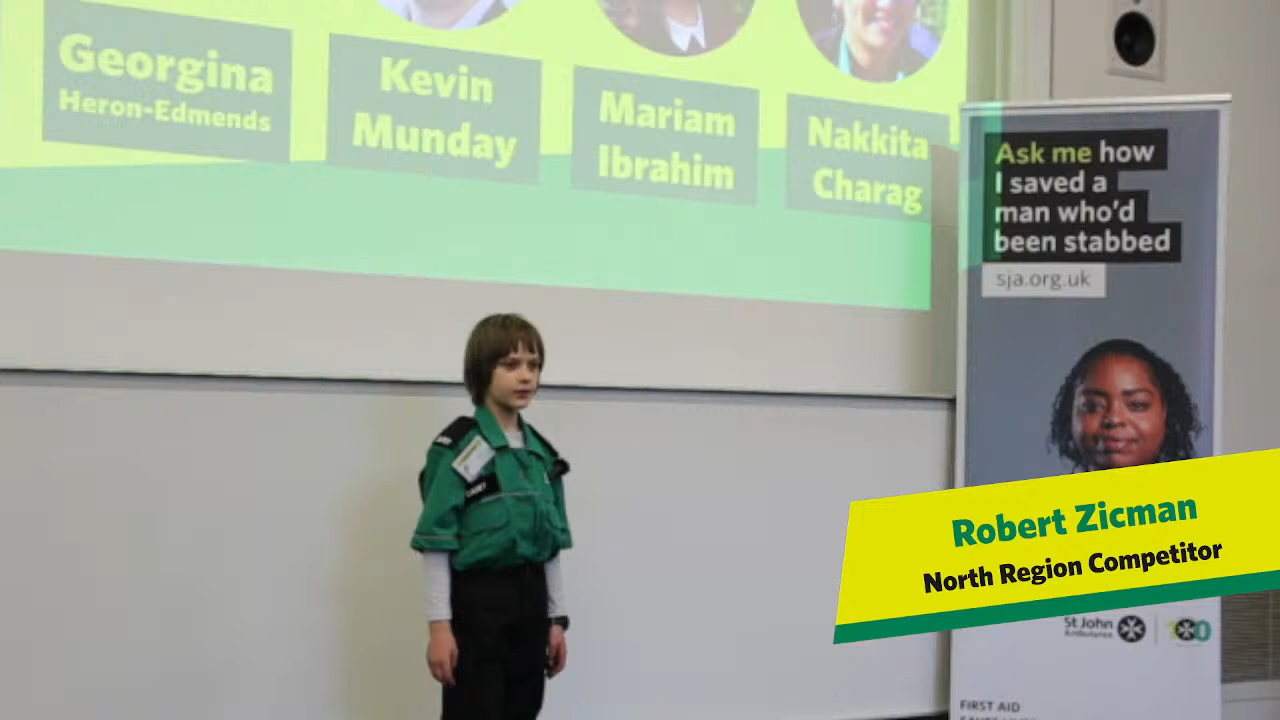 Georgina
Heron-Edmends
Kevin
Munday
Mariam
Ibrahim
Nakkita
Charag
Ask me how
I saved a
man who'd
been stabbed
sja.org.uk
Robert Zicman
North Region Competitor
St John
Ambulance
100
FIRST AID